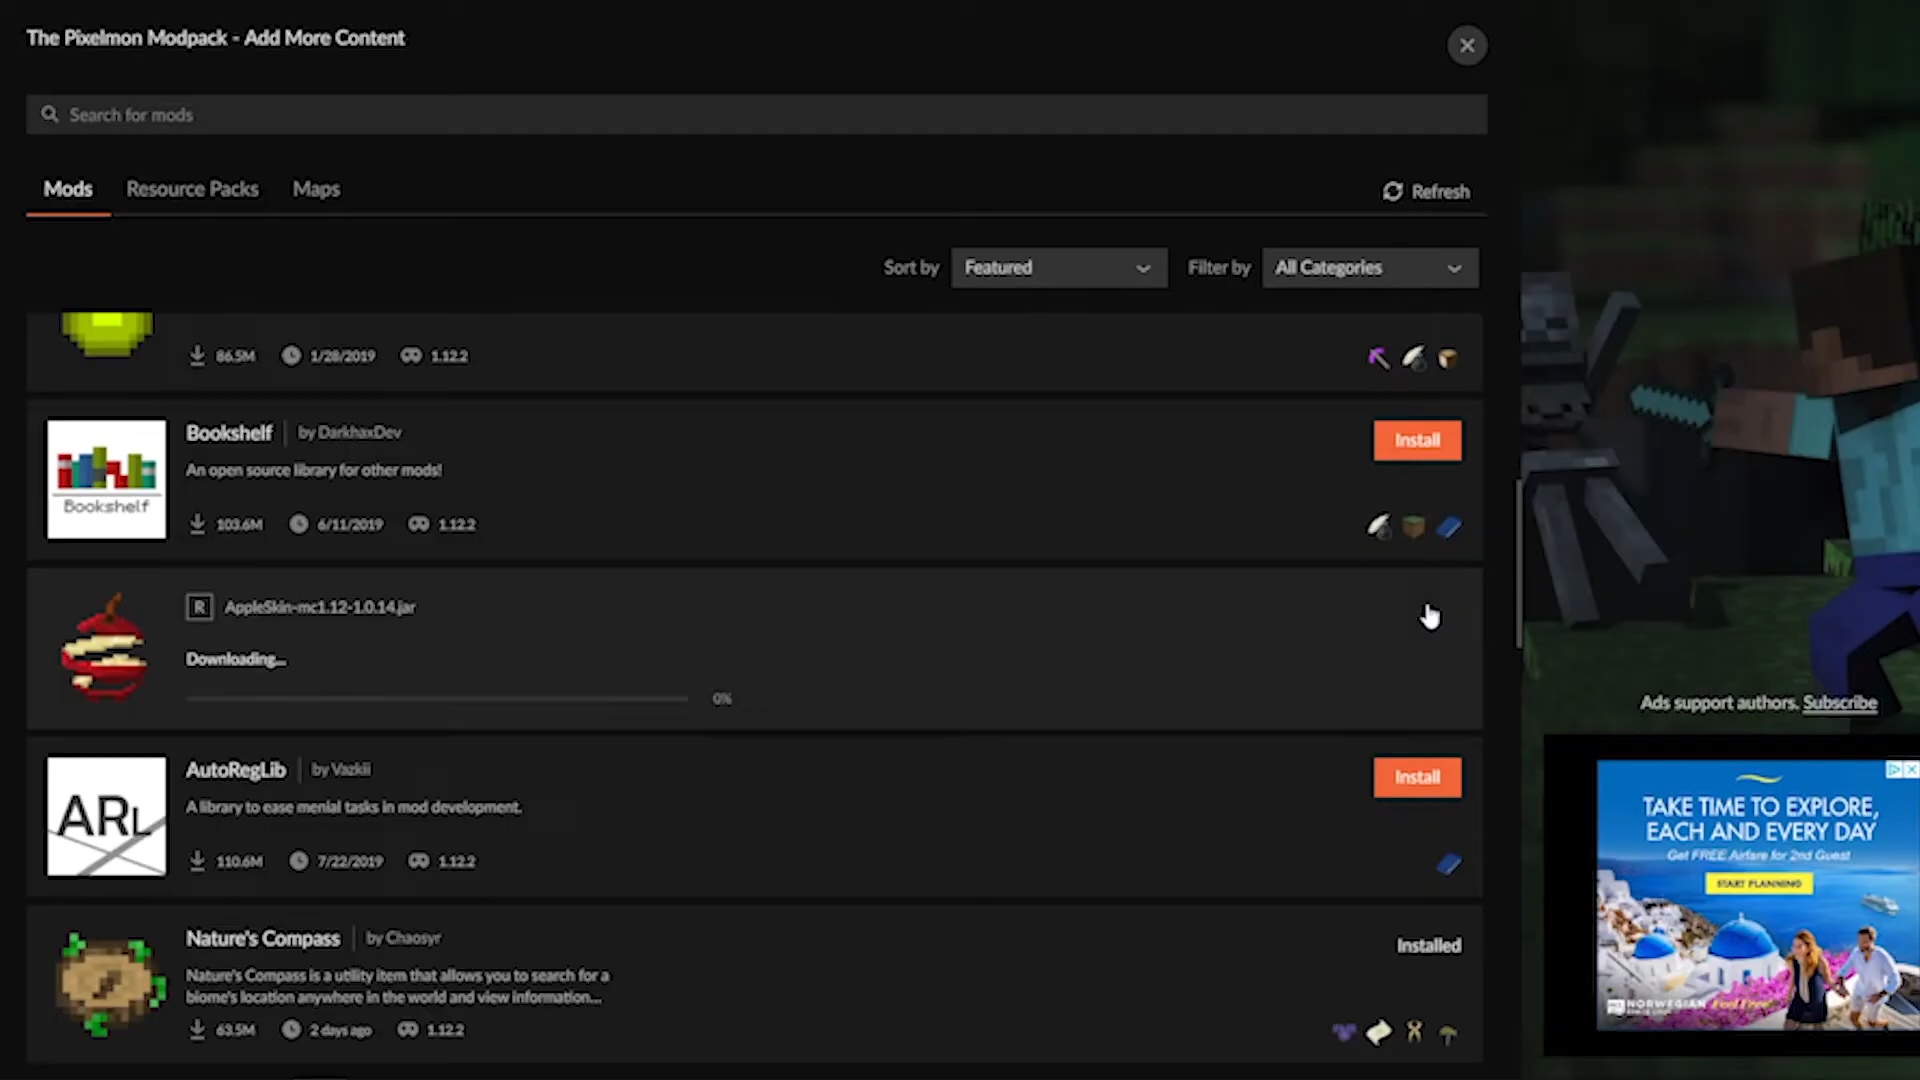 The Pixelmon Modpack - Add More Content
Search for mods
Mods
Resource Packs
Maps
Refresh
Sort by
Featured
Filter by
All Categories
86.5M
1/28/2019
1.12.2
Bookshelf
by DarkhaxDev
Install
An open source library for other mods!
Bookshelf
103.6M
6/11/2019
1.12.2
R
AppleSkin-mc1.12-1.0.14.jar
Downloading...
0%
Ads support authors. Subscribe
AutoRegLib
by Vazkii
Install
A library to ease menial tasks in mod development.
ARL
110.6M
7/22/2019
1.12.2
TAKE TIME TO EXPLORE,
EACH AND EVERY DAY
Get FREE Airfare for 2nd Guest
START PLANNING
Nature's Compass
by Chaosyr
Installed
Nature's Compass is a utility item that allows you to search for a
biome's location anywhere in the world and view information...
63.5M
2 days ago
1.12.2
NORWEGIAN
Feel Free